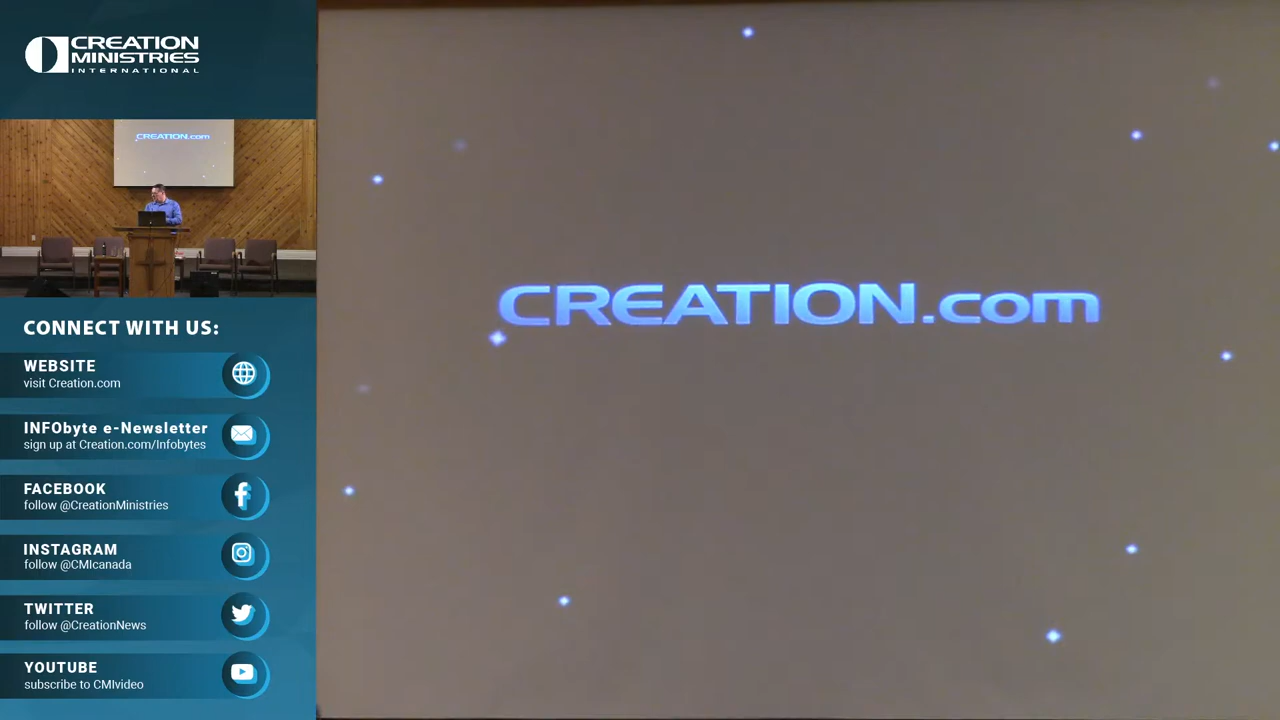 CREATION
MINISTRIES
INTERNATIONAL
CREATION.com
CONNECT WITH US:
WEBSITE
visit Creation.com
INFObyte e-Newsletter
sign up at Creation.com/Infobytes
FACEBOOK
follow @CreationMinistries
INSTAGRAM
follow @CMIcanada
TWITTER
follow @CreationNews
YOUTUBE
subscribe to CMIvideo
CREATION.com